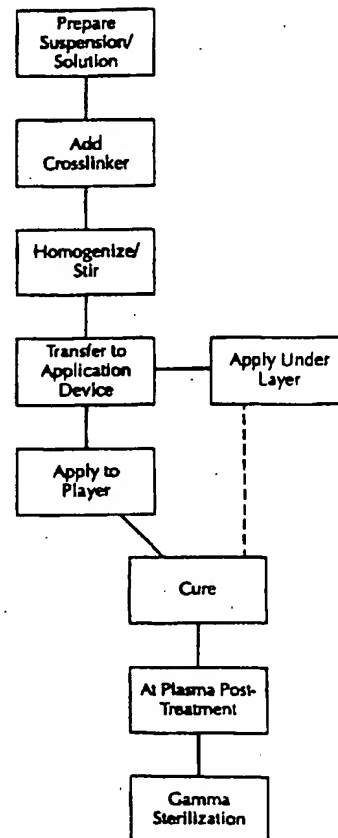 Prepare
Suspension/
Solution
Add
Crosslinker
Homogenize/
Stir
Transfer to
Application
Device
Apply Under
Layer
Apply to
Player
Cure
At Plasma Post-
Treatment
Gamma
Sterilization